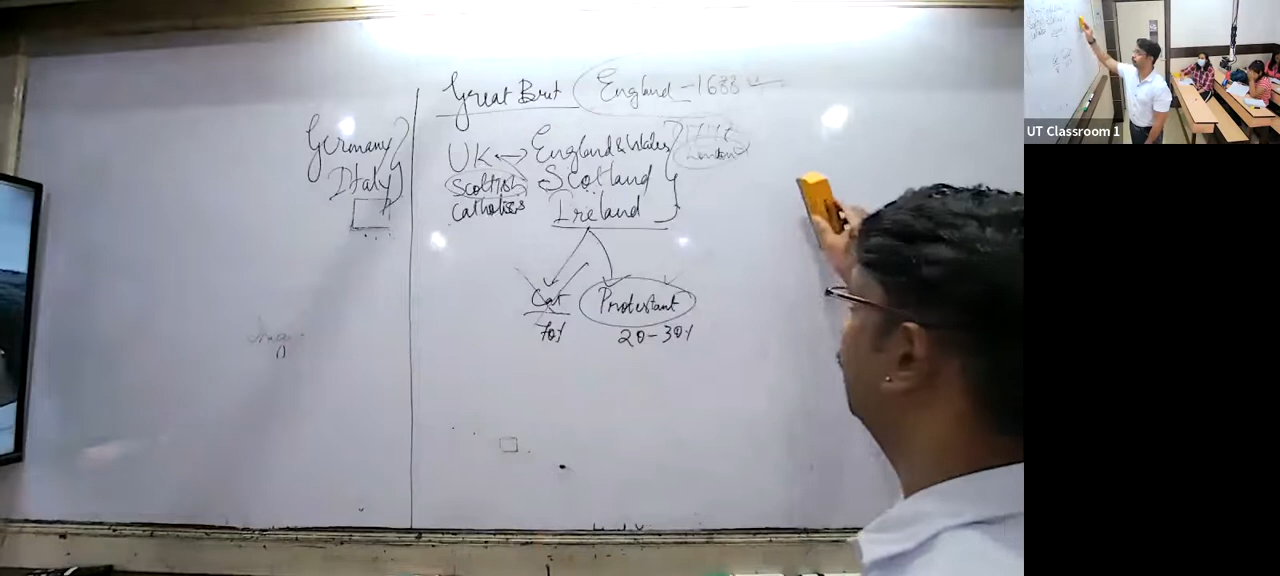 Great Brit England - 1688
Germany
Italy
UK England & Wales
Scottish Scotland
Catholics Ireland
Cat Protestant
70% 20-30%
UT Classroom 1